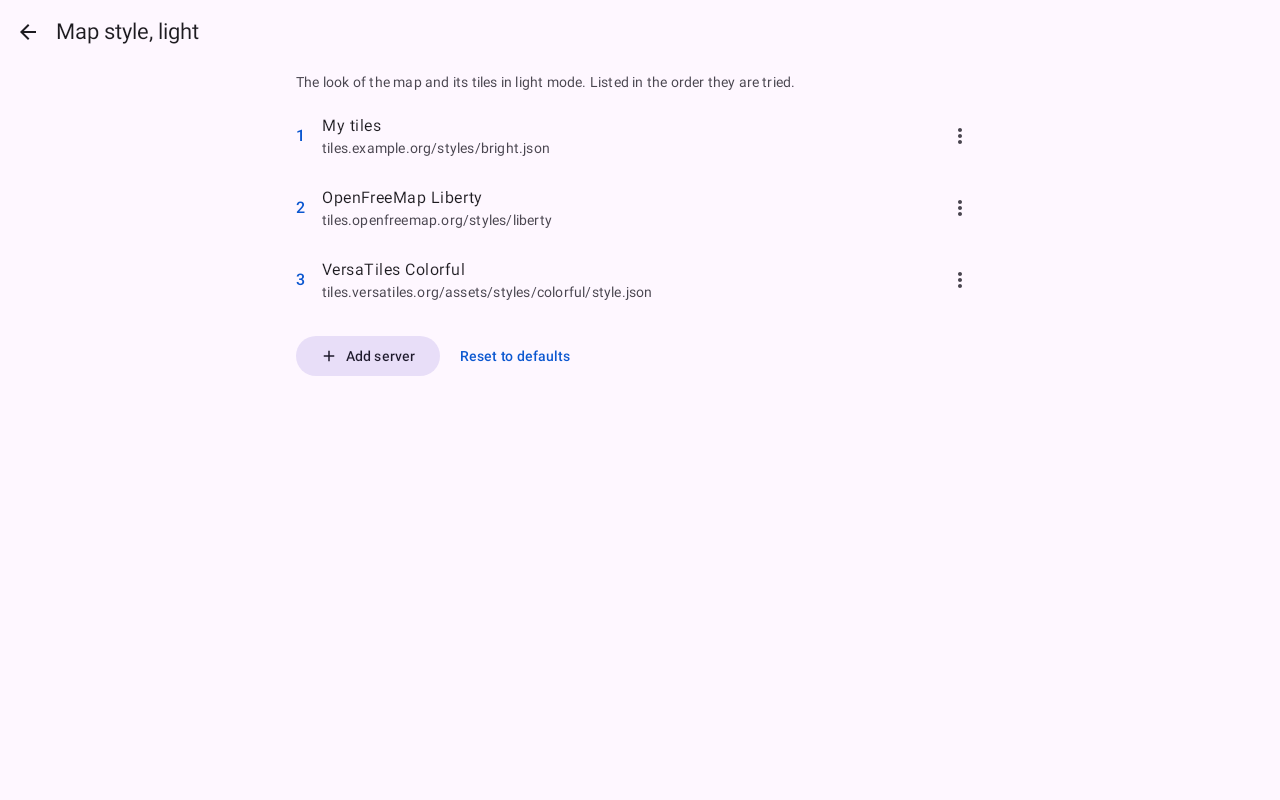 Map style, light
The look of the map and its tiles in light mode. Listed in the order they are tried.
1
My tiles
tiles.example.org/styles/bright.json
2
OpenFreeMap Liberty
tiles.openfreemap.org/styles/liberty
3
VersaTiles Colorful
tiles.versatiles.org/assets/styles/colorful/style.json
Add server
Reset to defaults